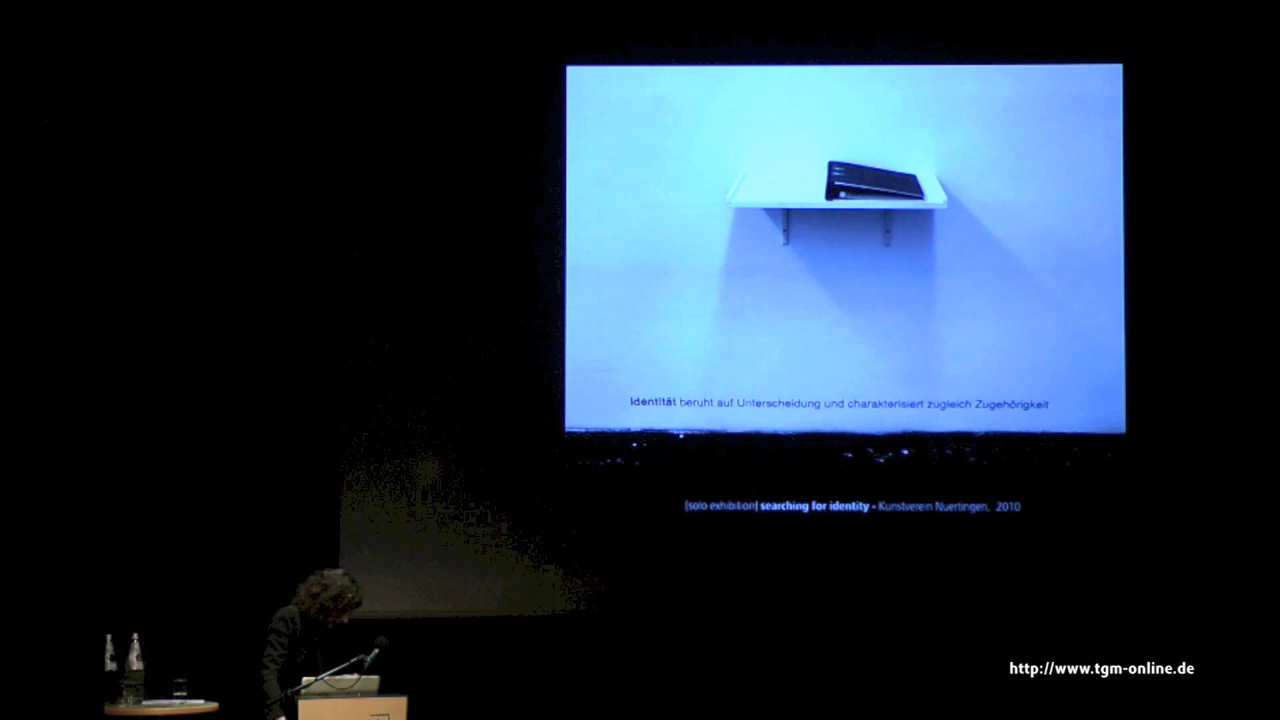 Identität beruht auf Unterscheidung und charakterisiert zugleich Zugehörigkeit
[solo exhibition] searching for identity - Kunstverein Nuertingen, 2010
http://www.tgm-online.de